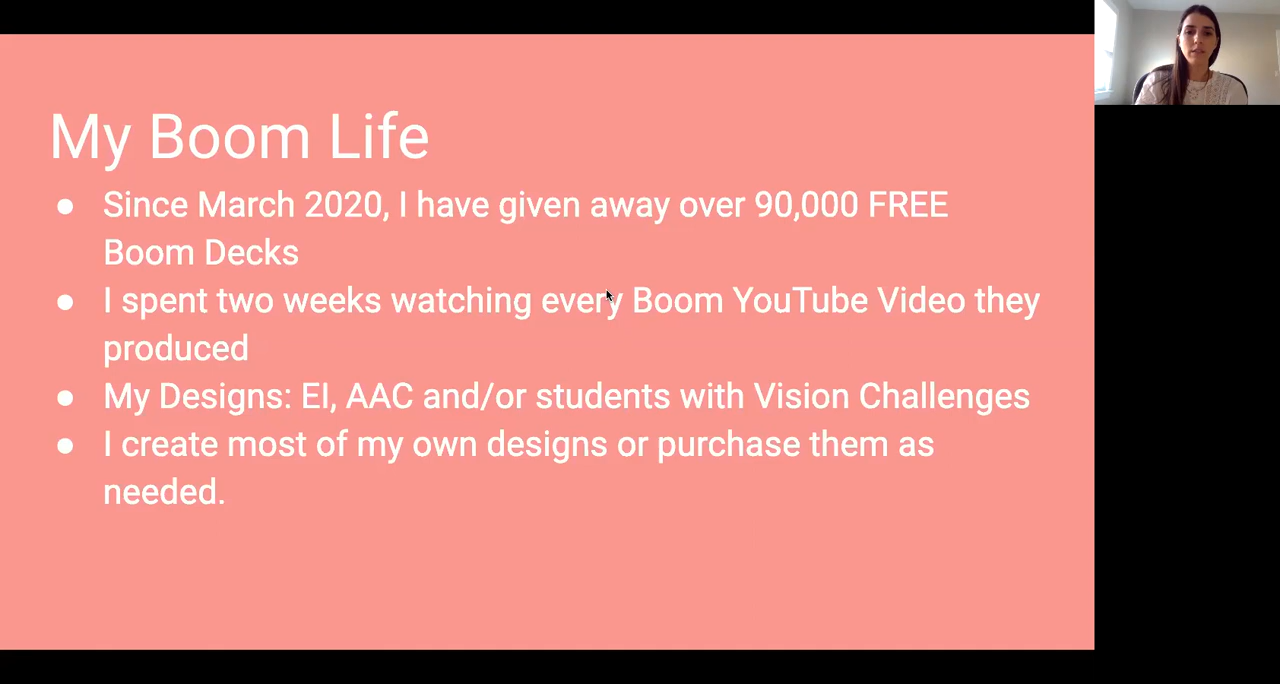 My Boom Life
● Since March 2020, I have given away over 90,000 FREE
Boom Decks
● I spent two weeks watching every Boom YouTube Video they
produced
● My Designs: EI, AAC and/or students with Vision Challenges
● I create most of my own designs or purchase them as
needed.